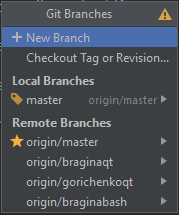 Git Branches
+ New Branch
Checkout Tag or Revision...
Local Branches
master origin/master
Remote Branches
origin/master
origin/braginaqt
origin/gorichenkoqt
origin/braginabash